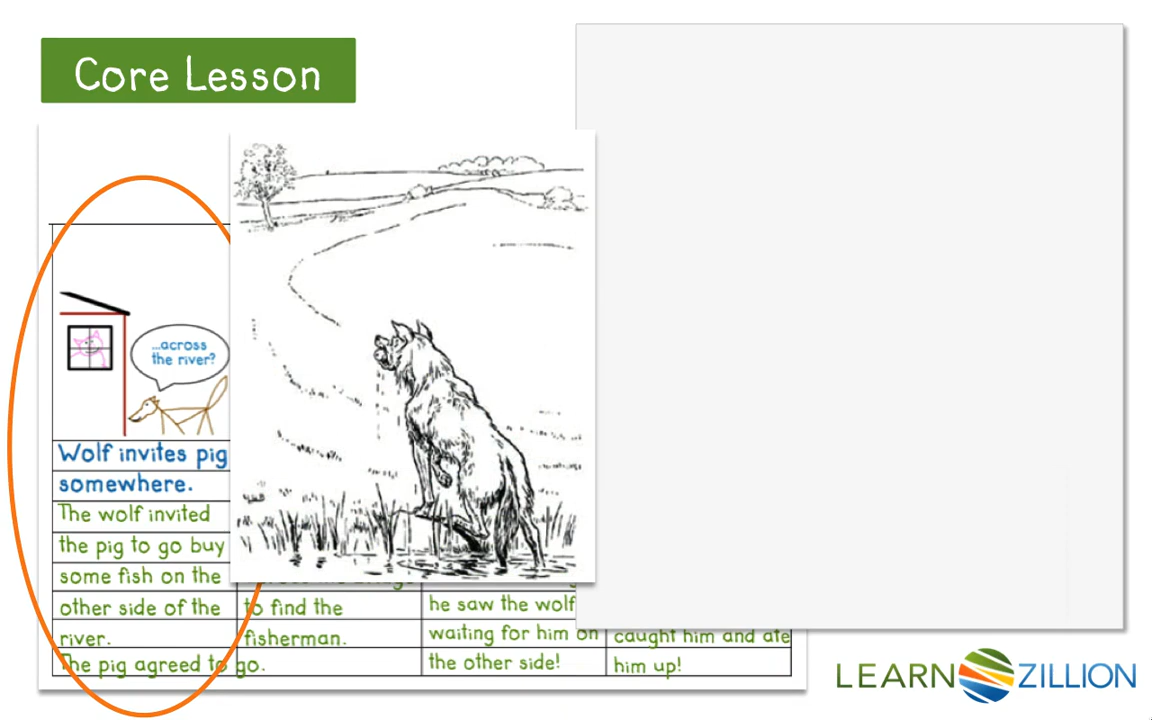 Core Lesson
...across
the river?
Wolf invites pig
somewhere.
The wolf invited
the pig to go buy
some fish on the
other side of the
river.
The pig agreed to go.
to find the
fisherman.
he saw the wolf
waiting for him on
the other side!
caught him and ate
him up!
LEARN ZILLION